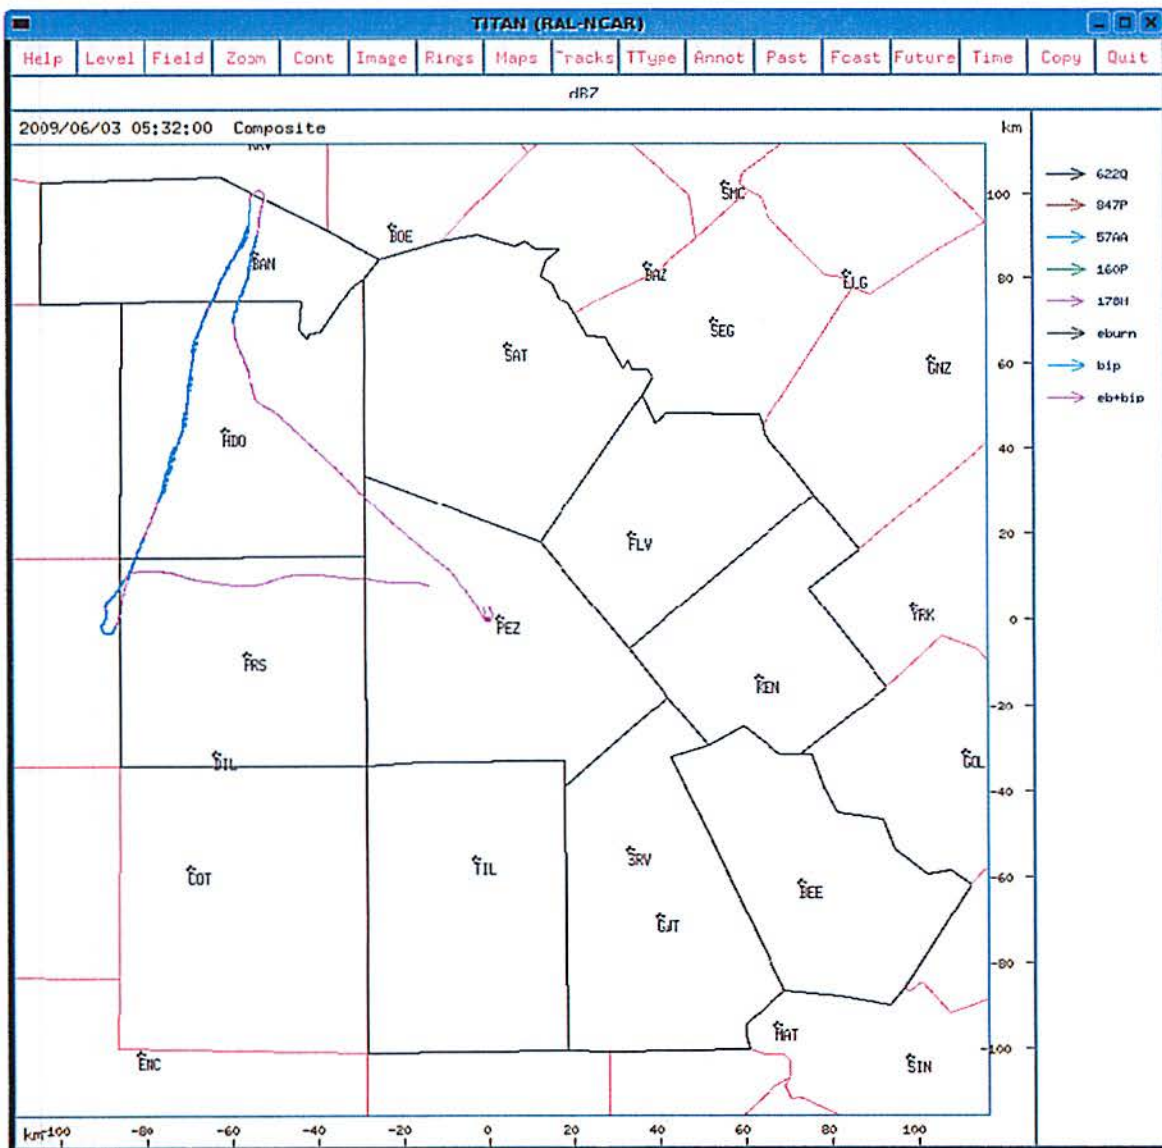 TITAN (RAL-NCAR)
Help Level Field Zoom Cont Image Rings Maps Tracks TType Annot Past Fcast Future Time Copy Quit
dBZ
2009/06/03 05:32:00 Composite km
622Q
847P
57AA
160P
178H
eburn
bip
eb+bip
100
80
60
40
20
0
-20
-40
-60
-80
-100
BOE
SMC
BAN
BAZ
LLG
SEG
SAT
GNZ
HDO
FLV
YRK
PEZ
PRS
KEN
DIL
GOL
SRV
TIL
COT
BEE
GJT
MAT
SIN
ENC
km -100 -80 -60 -40 -20 0 20 40 60 80 100